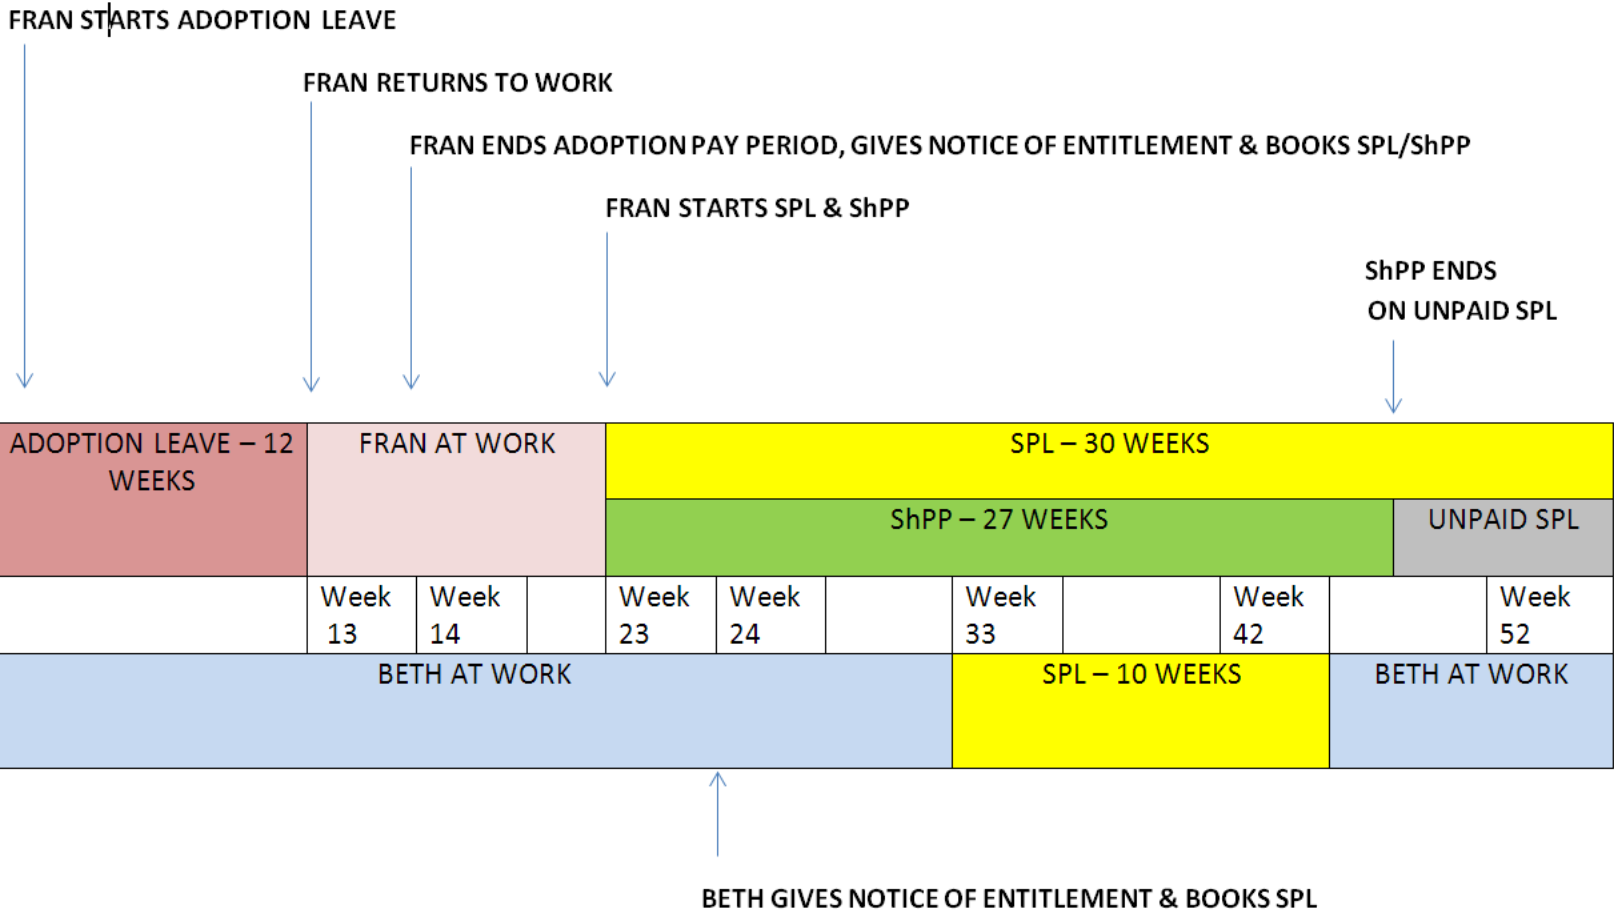 FRAN STARTS ADOPTION LEAVE
FRAN RETURNS TO WORK
FRAN ENDS ADOPTION PAY PERIOD, GIVES NOTICE OF ENTITLEMENT & BOOKS SPL/ShPP
FRAN STARTS SPL & ShPP
ShPP ENDS
ON UNPAID SPL
ADOPTION LEAVE – 12
WEEKS
FRAN AT WORK
SPL – 30 WEEKS
ShPP – 27 WEEKS
UNPAID SPL
Week
13
Week
14
Week
23
Week
24
Week
33
Week
42
Week
52
BETH AT WORK
SPL – 10 WEEKS
BETH AT WORK
BETH GIVES NOTICE OF ENTITLEMENT & BOOKS SPL